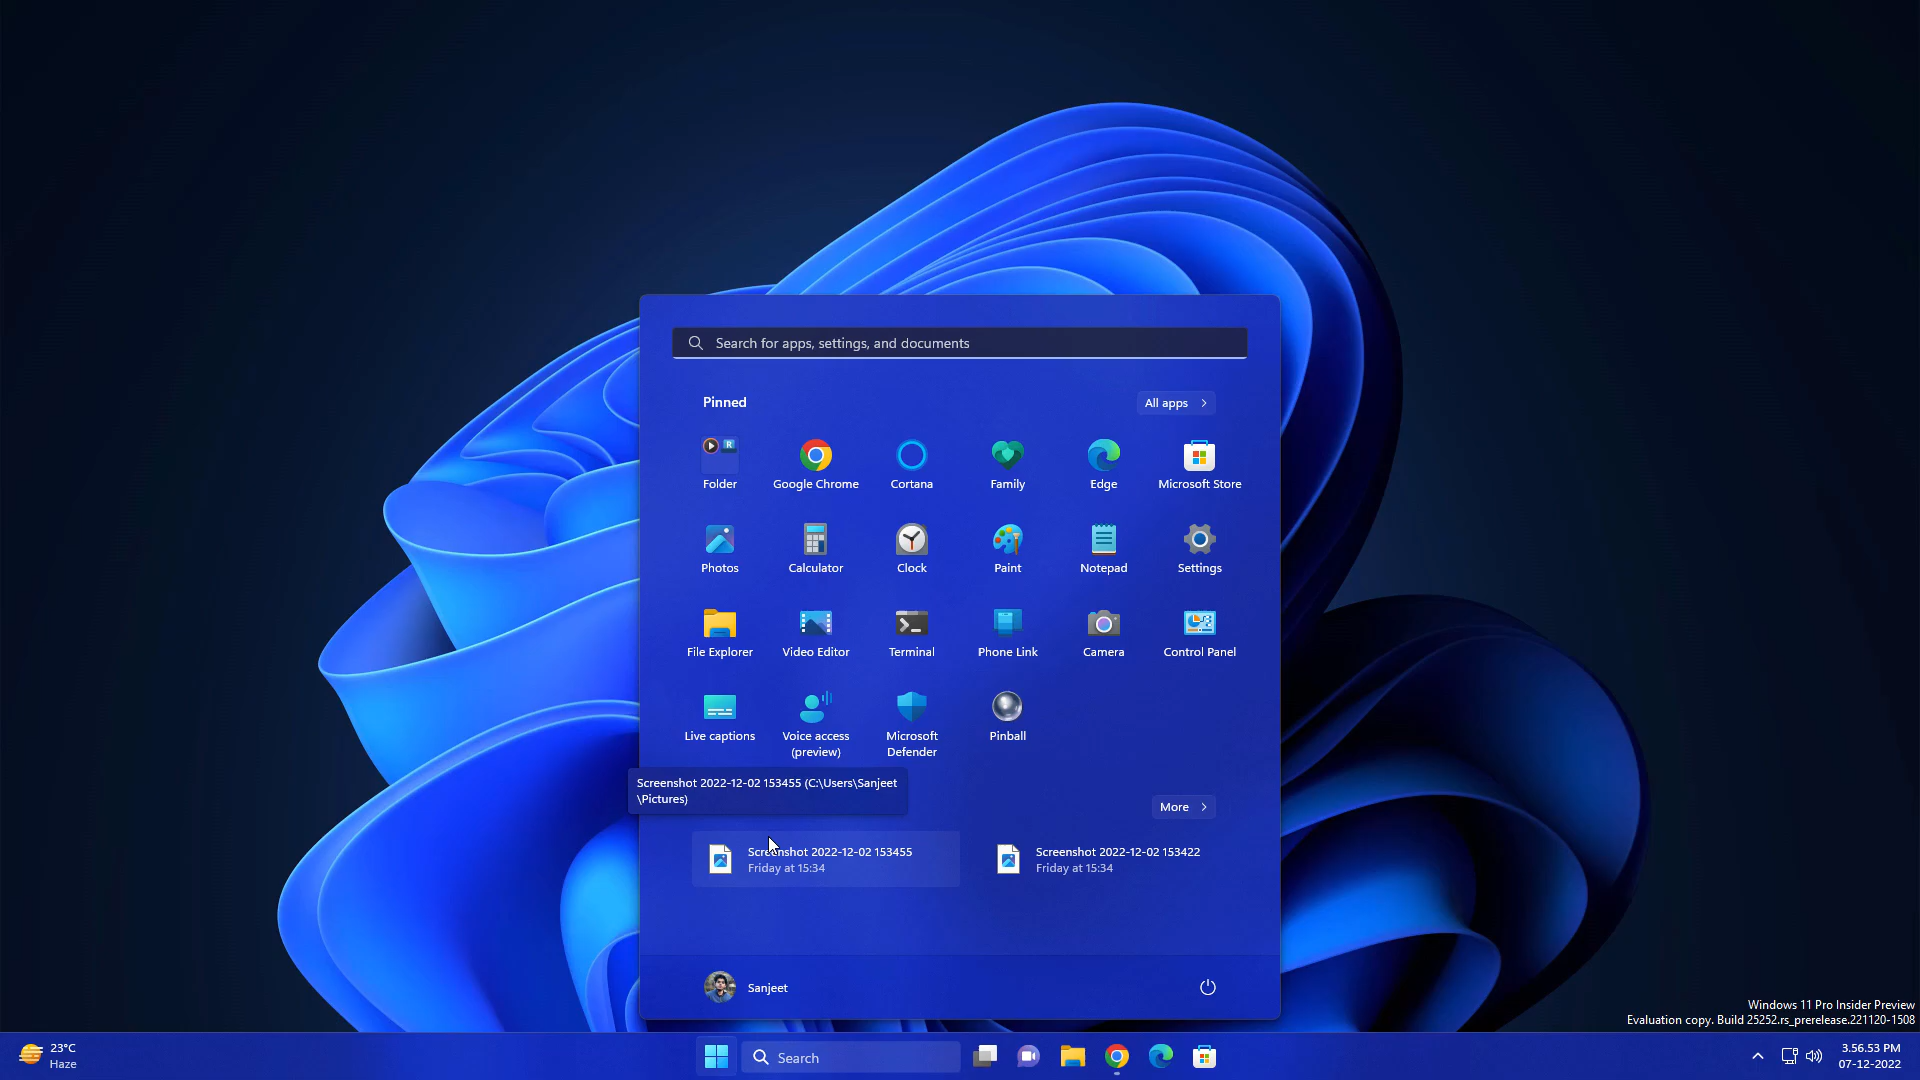 Search for apps, settings, and documents
Pinned
All apps
R
Folder
Google Chrome
Cortana
Family
Edge
Microsoft Store
Photos
Calculator
Clock
Paint
Notepad
Settings
File Explorer
Video Editor
Terminal
Phone Link
Camera
Control Panel
Live captions
Voice access
(preview)
Microsoft
Defender
Pinball
Screenshot 2022-12-02 153455 (C:\Users\Sanjeet
\Pictures)
More
Screenshot 2022-12-02 153455
Friday at 15:34
Screenshot 2022-12-02 153422
Friday at 15:34
Sanjeet
Windows 11 Pro Insider Preview
Evaluation copy. Build 25252.rs_prerelease.221120-1508
23°C
Haze
Search
3.56.53 PM
07-12-2022